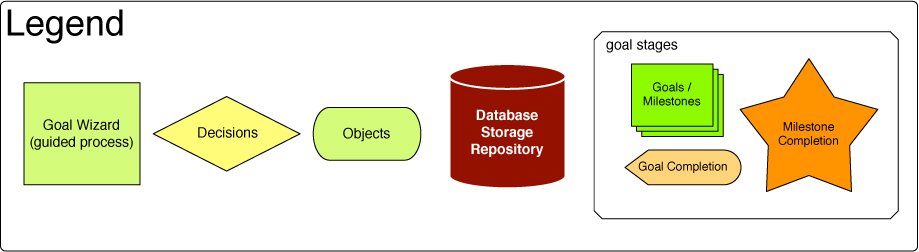 Legend
Goal Wizard
(guided process)
Decisions
Objects
Database
Storage
Repository
goal stages
Goals /
Milestones
Goal Completion
Milestone
Completion